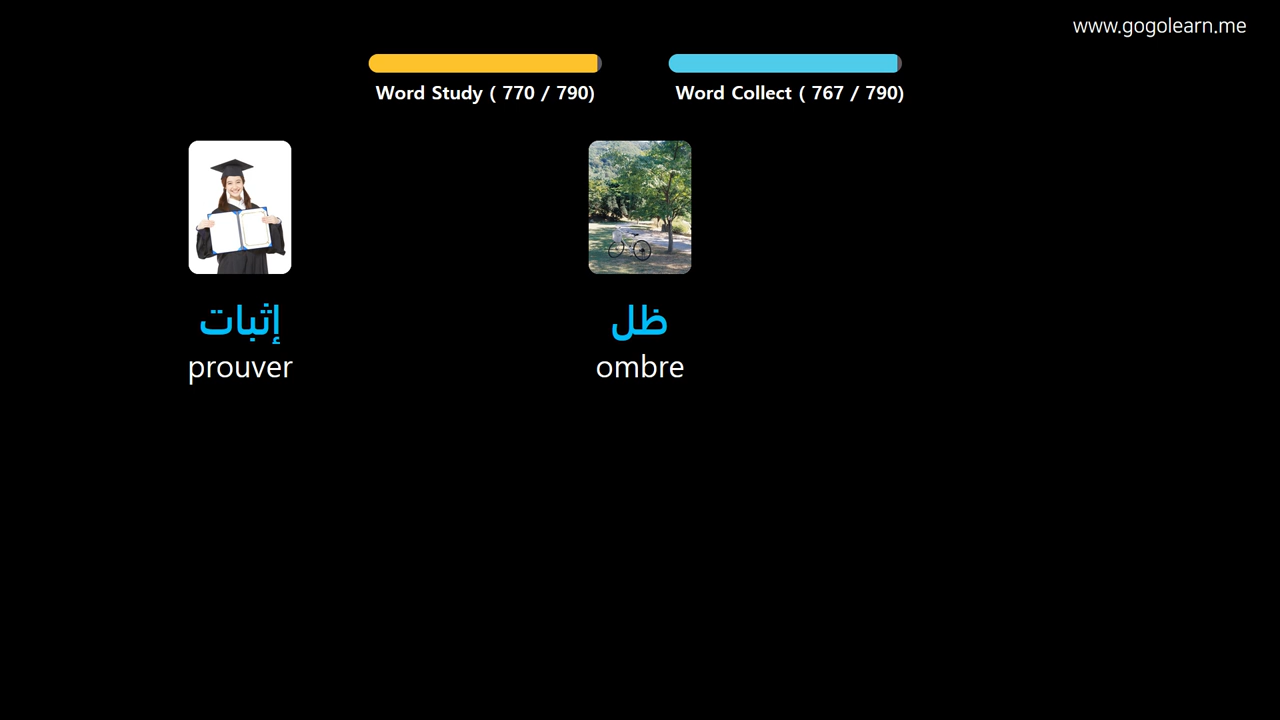 www.gogolearn.me
Word Study ( 770 / 790)
Word Collect ( 767 / 790)
إثبات
prouver
ظل
ombre